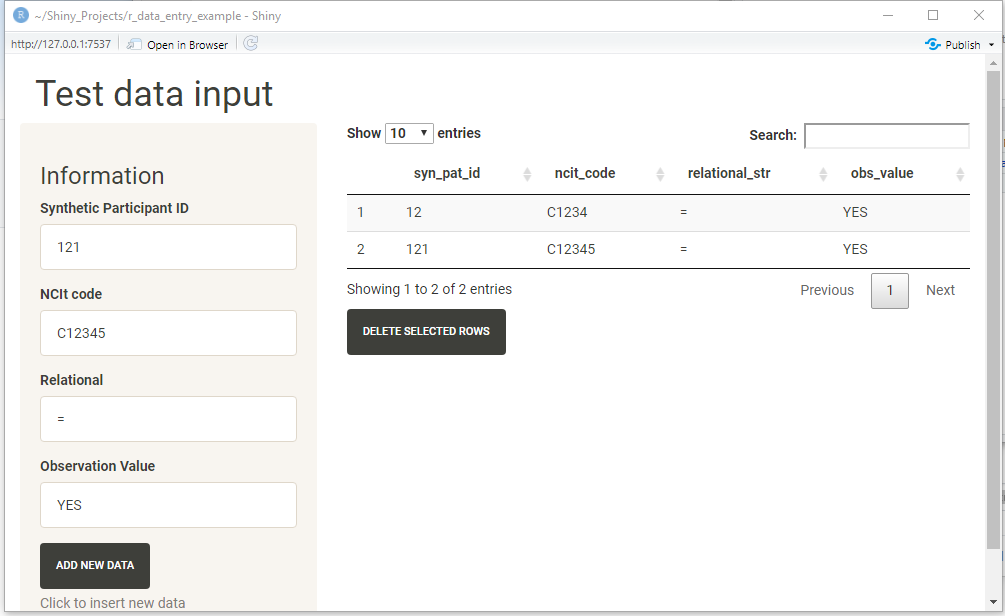 ~/Shiny_Projects/r_data_entry_example - Shiny
http://127.0.0.1:7537 Open in Browser Publish
Test data input
Information
Synthetic Participant ID
121
NCIt code
C12345
Relational
=
Observation Value
YES
ADD NEW DATA
Click to insert new data
Show 10 entries Search:
syn_pat_id ncit_code relational_str obs_value
1 12 C1234 = YES
2 121 C12345 = YES
Showing 1 to 2 of 2 entries Previous 1 Next
DELETE SELECTED ROWS